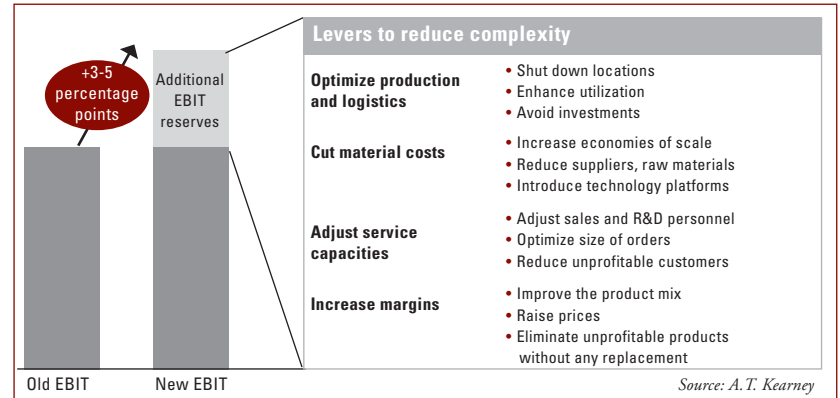 +3-5
percentage
points
Additional
EBIT
reserves
Old EBIT
New EBIT
Levers to reduce complexity
Optimize production
and logistics
• Shut down locations
• Enhance utilization
• Avoid investments
Cut material costs
• Increase economies of scale
• Reduce suppliers, raw materials
• Introduce technology platforms
Adjust service
capacities
• Adjust sales and R&D personnel
• Optimize size of orders
• Reduce unprofitable customers
Increase margins
• Improve the product mix
• Raise prices
• Eliminate unprofitable products
without any replacement
Source: A.T. Kearney